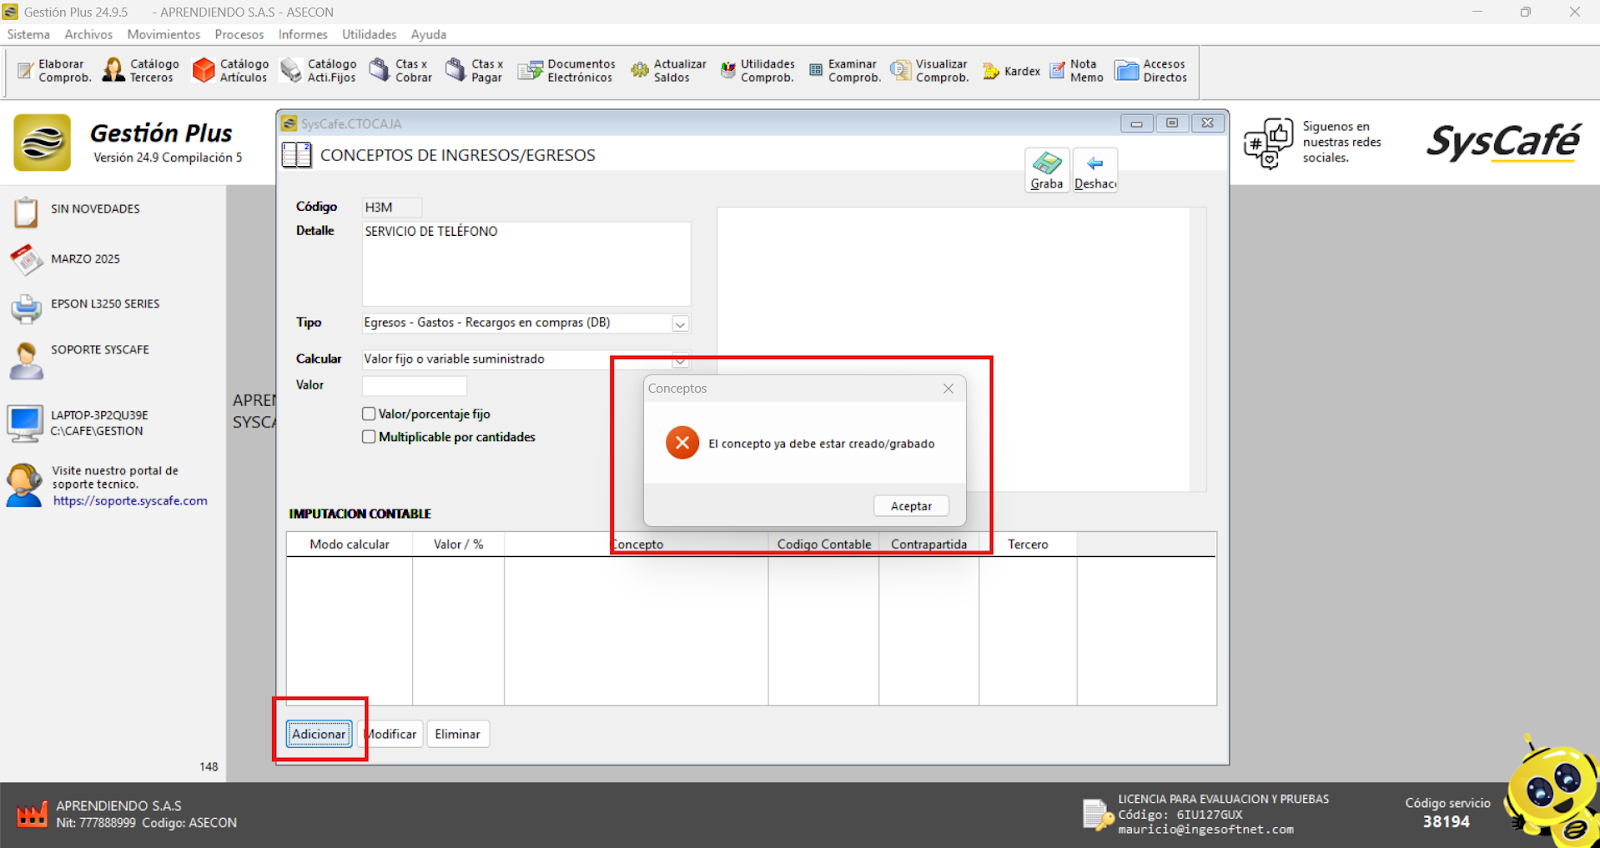 Gestión Plus 24.9.5 - APRENDIENDO S.A.S - ASECON
Sistema Archivos Movimientos Procesos Informes Utilidades Ayuda
Elaborar Comprob.
Catálogo Terceros
Catálogo Artículos
Catálogo Acti.Fijos
Ctas x Cobrar
Ctas x Pagar
Documentos Electrónicos
Actualizar Saldos
Utilidades Comprob.
Examinar Comprob.
Visualizar Comprob.
Kardex
Nota Memo
Accesos Directos
Gestión Plus
Versión 24.9 Compilación 5
SIN NOVEDADES
MARZO 2025
EPSON L3250 SERIES
SOPORTE SYSCAFE
LAPTOP-3P2QU39E
C:\CAFE\GESTION
Visite nuestro portal de
soporte tecnico.
https://soporte.syscafe.com
148
APREN
SYSCA
SysCafe.CTOCAJA
CONCEPTOS DE INGRESOS/EGRESOS
Graba
Deshac
Código H3M
Detalle SERVICIO DE TELÉFONO
Tipo Egresos - Gastos - Recargos en compras (DB)
Calcular Valor fijo o variable suministrado
Valor
Valor/porcentaje fijo
Multiplicable por cantidades
Conceptos
El concepto ya debe estar creado/grabado
Aceptar
IMPUTACION CONTABLE
Modo calcular Valor / % Concepto Codigo Contable Contrapartida Tercero
Adicionar Modificar Eliminar
#
Siguenos en
nuestras redes
sociales.
SysCafé
APRENDIENDO S.A.S
Nit: 777888999 Codigo: ASECON
LICENCIA PARA EVALUACION Y PRUEBAS
Código: 6IU127GUX
mauricio@ingesoftnet.com
Código servicio
38194